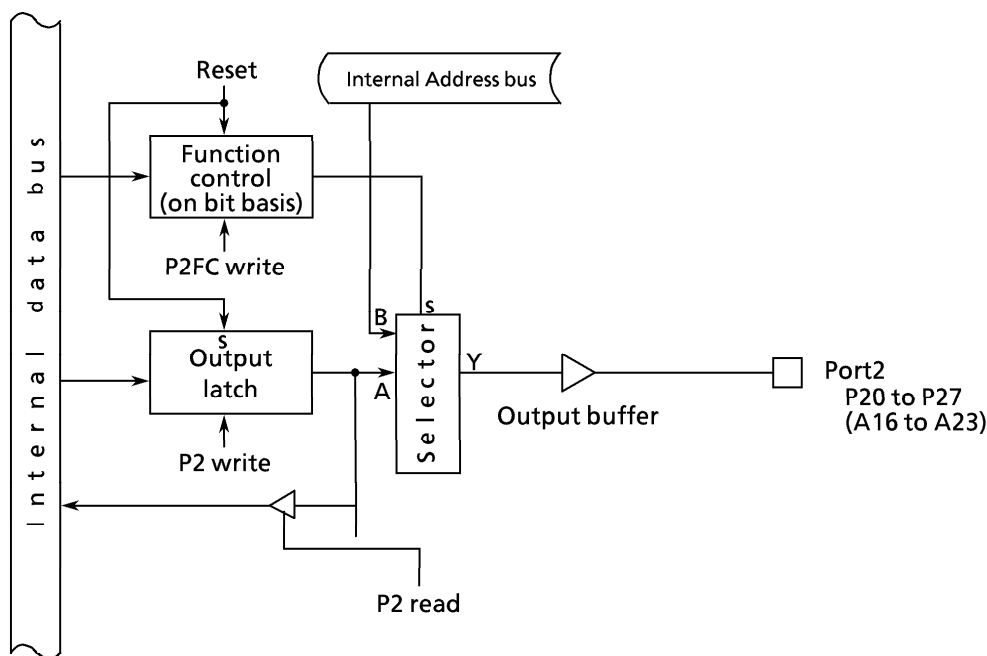 Internal data bus
Reset
Internal Address bus
Function
control
(on bit basis)
P2FC write
S
B
S
A
Selector
Y
Output
latch
P2 write
Output buffer
Port2
P20 to P27
(A16 to A23)
P2 read